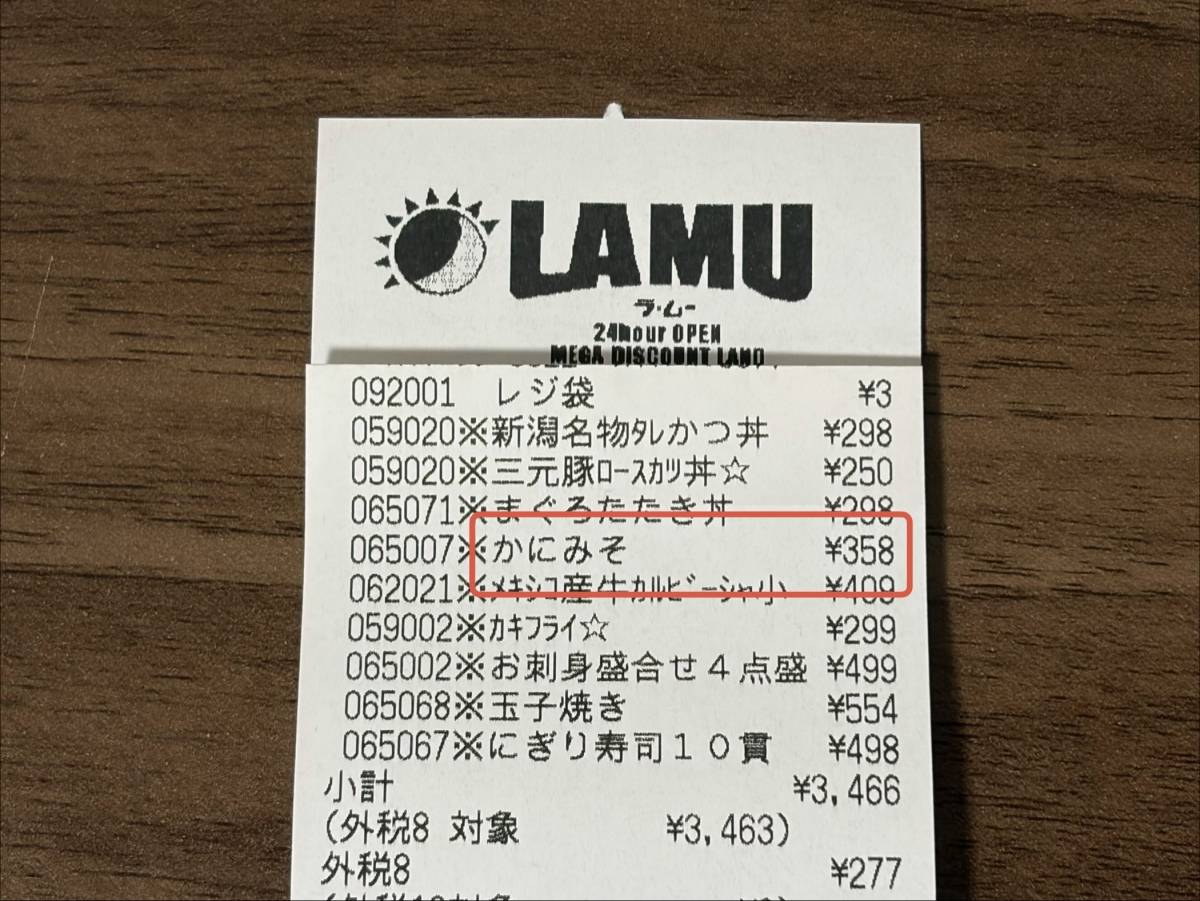 LAMU
ラ・ムー
24hour OPEN
MEGA DISCOUNT LAND
092001 レジ袋 ¥3
059020※新潟名物ﾀﾚかつ丼 ¥298
059020※三元豚ﾛｰｽｶﾂ丼☆ ¥250
065071※まぐろたたき丼 ¥298
065007※かにみそ ¥358
062021※ﾒｷｼｺ産牛ｶﾙﾋﾞｰｼｬ小 ¥409
059002※ｶｷフライ☆ ¥299
065002※お刺身盛合せ４点盛 ¥499
065068※玉子焼き ¥554
065067※にぎり寿司１０貫 ¥498
小計 ¥3,466
(外税8 対象 ¥3,463)
外税8 ¥277